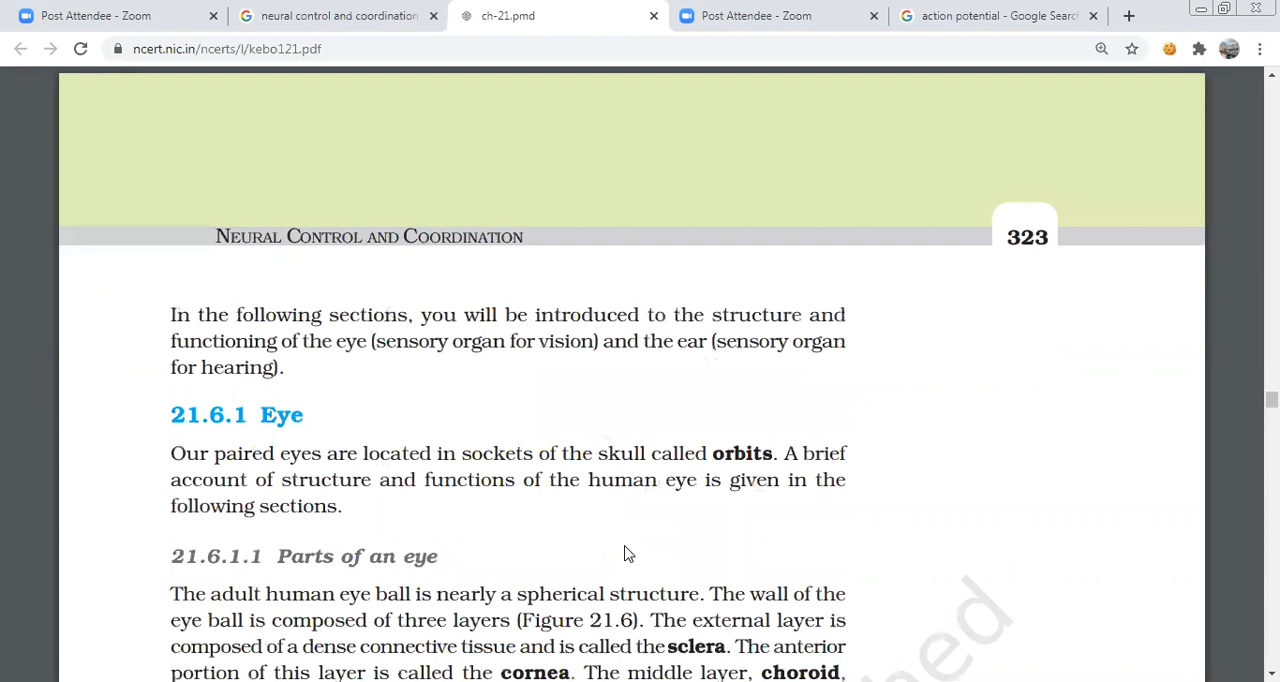 Post Attendee - Zoom
neural control and coordination
ch-21.pmd
Post Attendee - Zoom
action potential - Google Search
ncert.nic.in/ncerts/l/kebo121.pdf
NEURAL CONTROL AND COORDINATION
323
In the following sections, you will be introduced to the structure and
functioning of the eye (sensory organ for vision) and the ear (sensory organ
for hearing).
21.6.1 Eye
Our paired eyes are located in sockets of the skull called orbits. A brief
account of structure and functions of the human eye is given in the
following sections.
21.6.1.1 Parts of an eye
The adult human eye ball is nearly a spherical structure. The wall of the
eye ball is composed of three layers (Figure 21.6). The external layer is
composed of a dense connective tissue and is called the sclera. The anterior
portion of this layer is called the cornea. The middle layer, choroid,